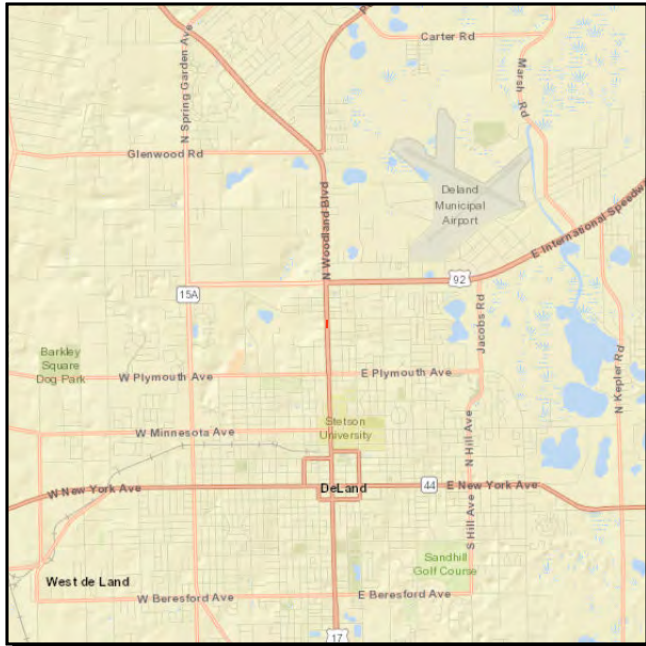 Carter Rd
N Spring Garden Av
Marsh Rd
Glenwood Rd
N Woodland Blvd
Deland
Municipal
Airport
E International Speedw
92
15A
Jacobs Rd
Barkley
Square
Dog Park
W Plymouth Ave
E Plymouth Ave
N Kepler Rd
Stetson
University
W Minnesota Ave
N Hill Ave
W New York Ave
DeLand
44
E New York Ave
S Hill Ave
Sandhill
Golf Course
West de Land
W Beresford Ave
E Beresford Ave
17